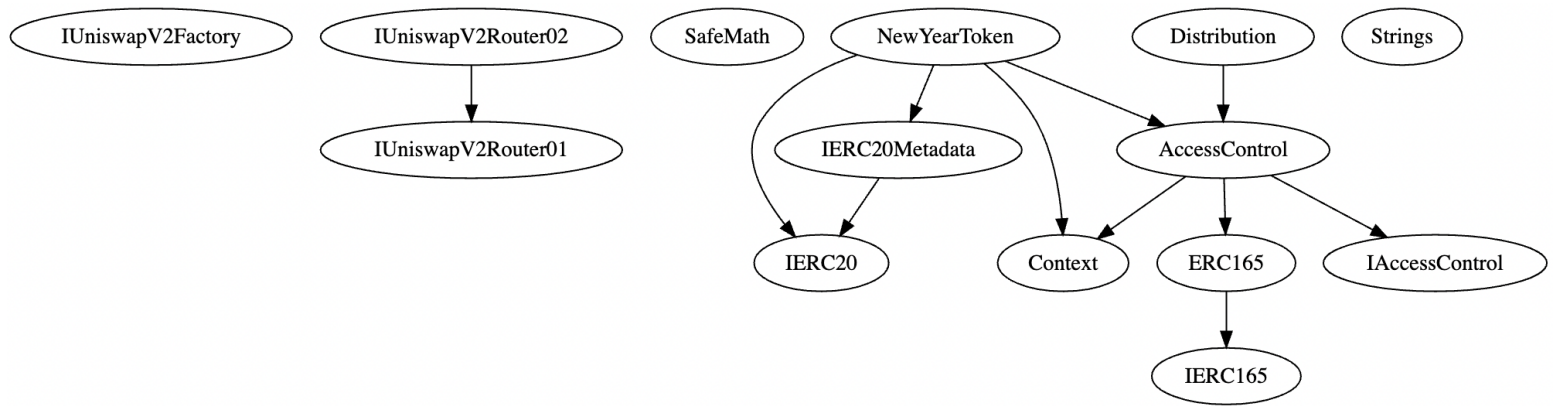 IUniswapV2Factory
IUniswapV2Router02
SafeMath
NewYearToken
Distribution
Strings
IUniswapV2Router01
IERC20Metadata
AccessControl
IERC20
Context
ERC165
IAccessControl
IERC165